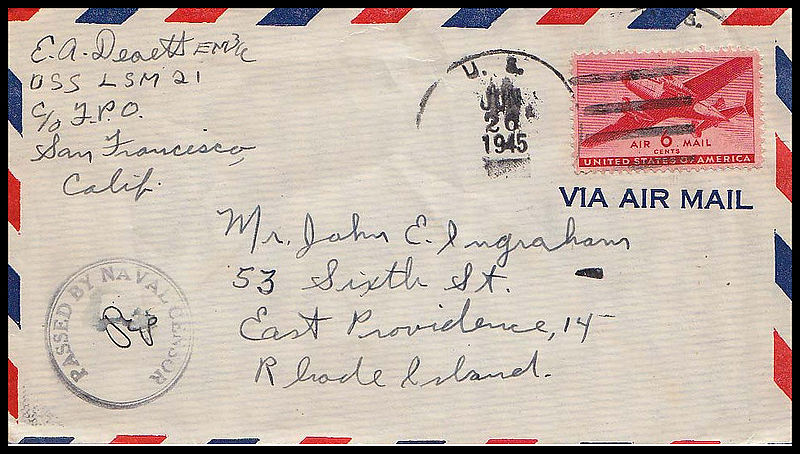 E. A. Deaett EM3/c
USS LSM 21
C/o F.P.O.
San Francisco,
Calif.
U. S.
JUN
26
1945
S.
AIR 6 MAIL
CENTS
UNITED STATES OF AMERICA
VIA AIR MAIL
Mr. John E. Ingraham
53 Sixth St.
East Providence, 14
Rhode Island.
PASSED BY NAVAL CENSOR